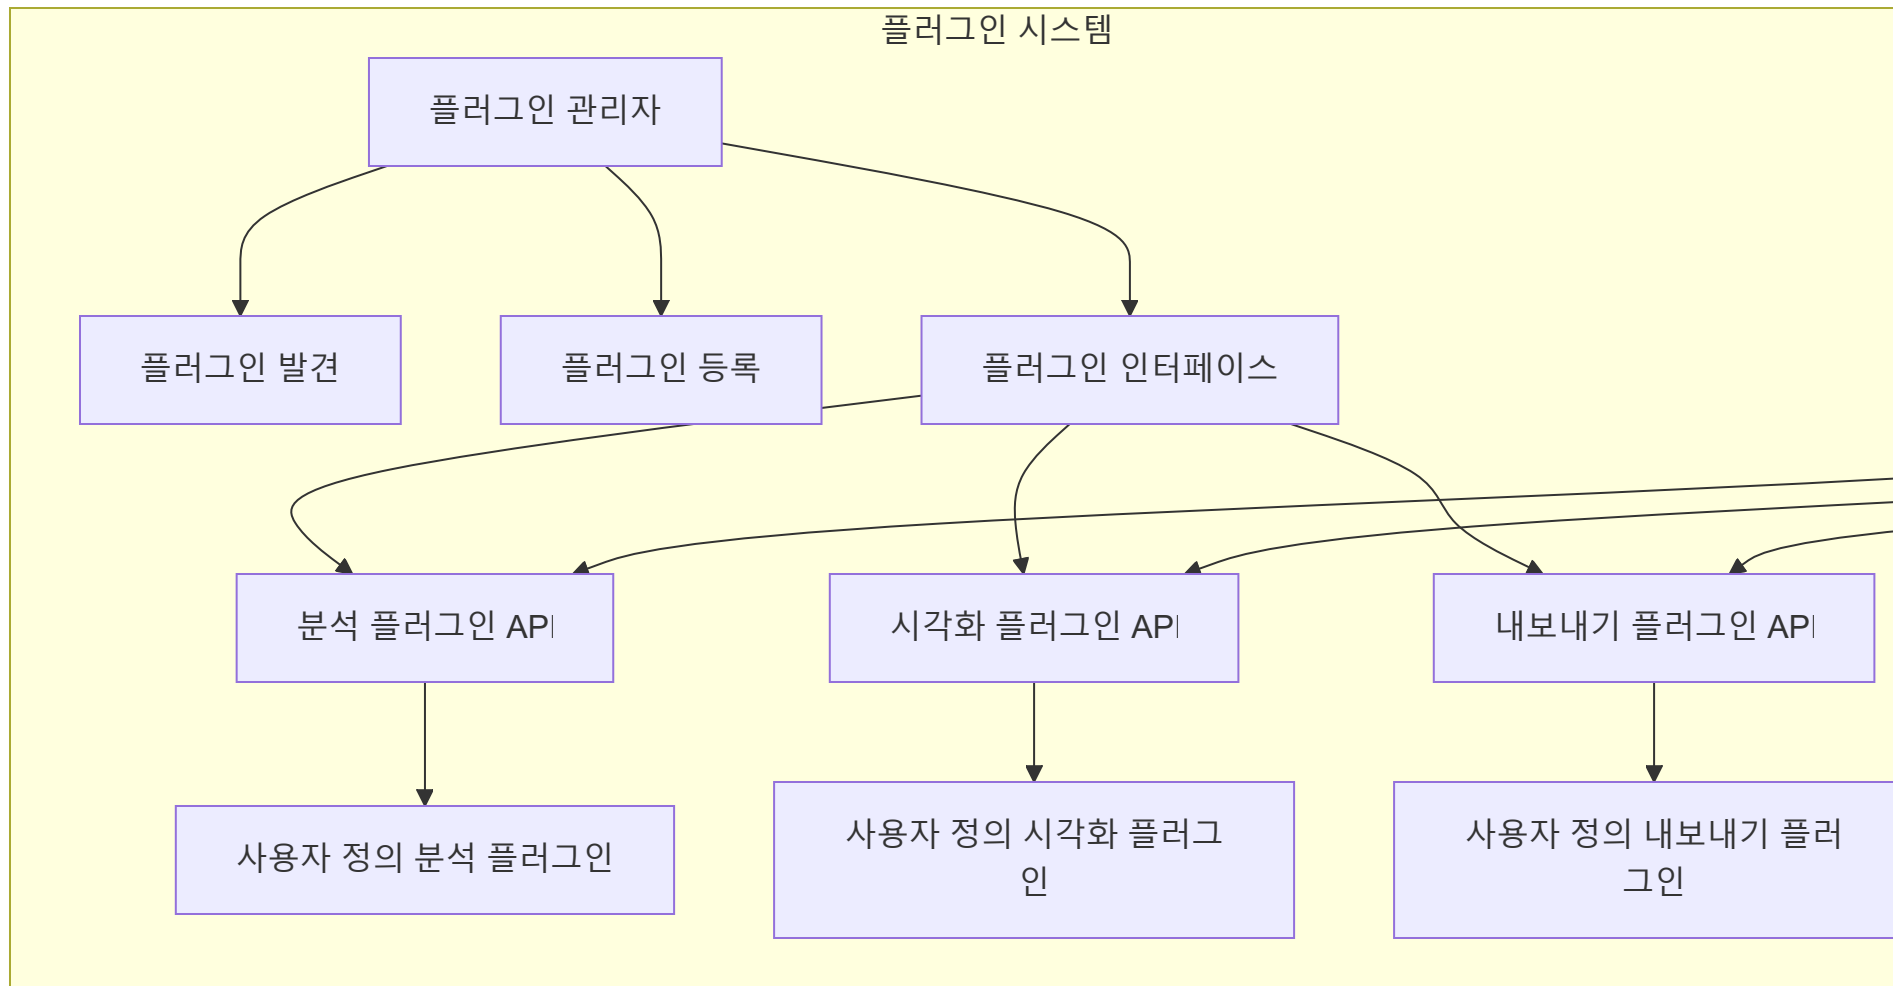 플러그인 시스템
플러그인 관리자
플러그인 발견
플러그인 등록
플러그인 인터페이스
분석 플러그인 API
시각화 플러그인 API
내보내기 플러그인 API
사용자 정의 분석 플러그인
사용자 정의 시각화 플러그
인
사용자 정의 내보내기 플러
그인